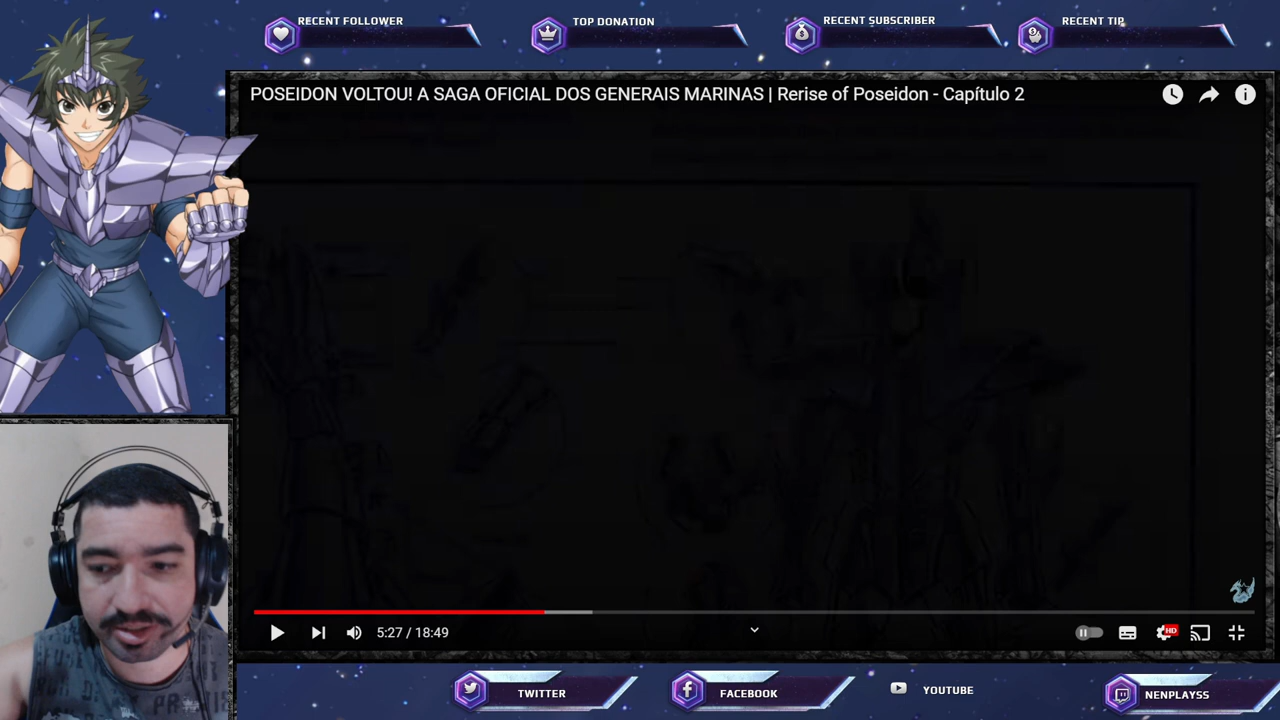 RECENT FOLLOWER
TOP DONATION
RECENT SUBSCRIBER
RECENT TIP
POSEIDON VOLTOU! A SAGA OFICIAL DOS GENERAIS MARINAS | Rerise of Poseidon - Capítulo 2
5:27 / 18:49
HD
TWITTER
FACEBOOK
YOUTUBE
NENPLAYSS